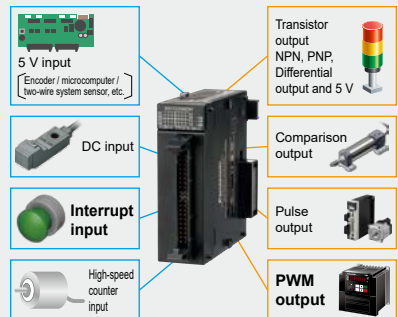 5 V input
Encoder / microcomputer /
two-wire system sensor, etc.
DC input
Interrupt
input
High-speed
counter
input
Transistor
output
NPN, PNP,
Differential
output and 5 V
Comparison
output
Pulse
output
PWM
output